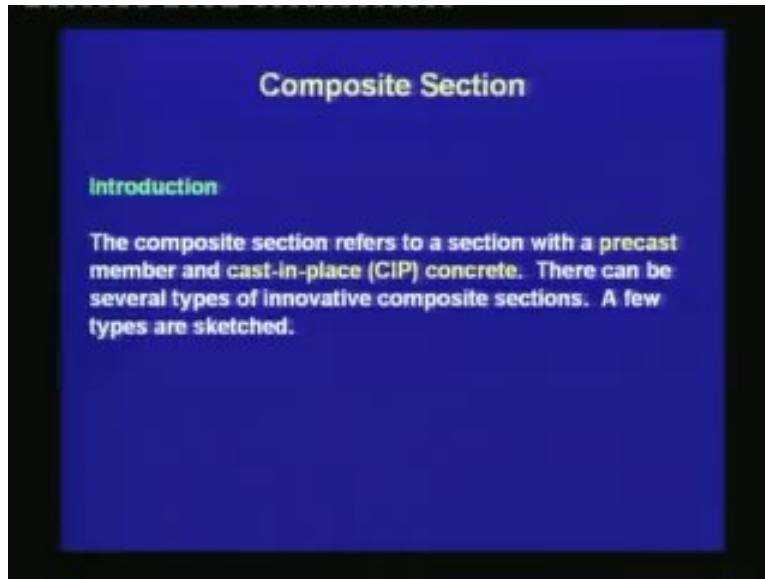 Composite Section
Introduction
The composite section refers to a section with a precast
member and cast-in-place (CIP) concrete. There can be
several types of innovative composite sections. A few
types are sketched.